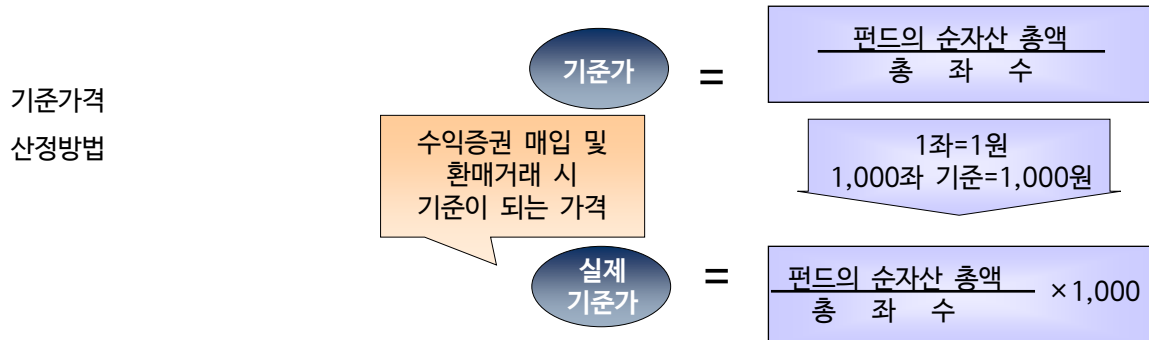 기준가격
산정방법
기준가
=
펀드의 순자산 총액
총 좌 수
수익증권 매입 및
환매거래 시
기준이 되는 가격
1좌=1원
1,000좌 기준=1,000원
실제
기준가
=
펀드의 순자산 총액
총 좌 수
×1,000